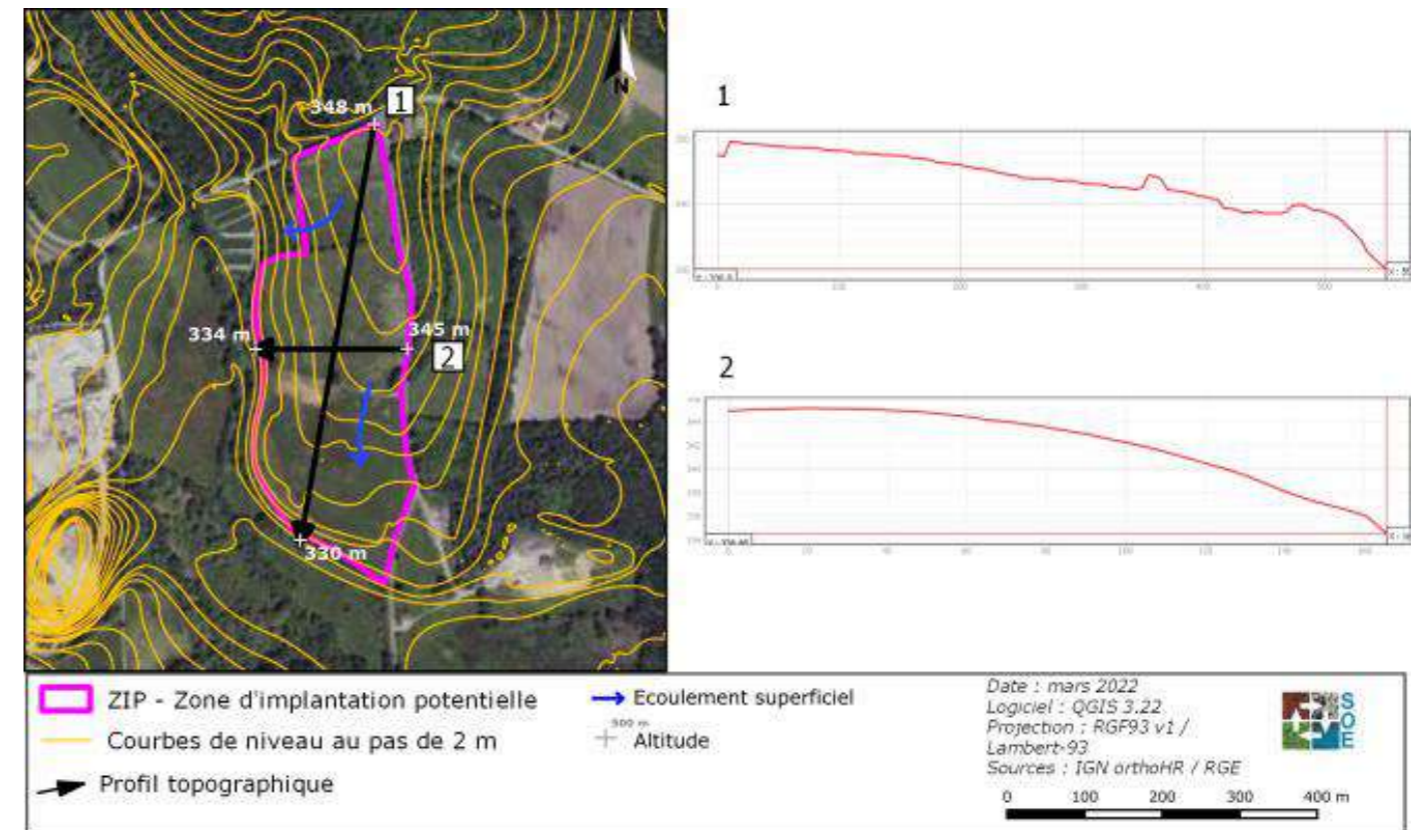 348 m
1
N
334 m
345 m
2
330 m
1
2
ZIP - Zone d'implantation potentielle
Courbes de niveau au pas de 2 m
Profil topographique
Ecoulement superficiel
500 m
Altitude
Date : mars 2022
Logiciel : QGIS 3.22
Projection : RGF93 v1 /
Lambert-93
Sources : IGN orthoHR / RGE
SOE
0 100 200 300 400 m